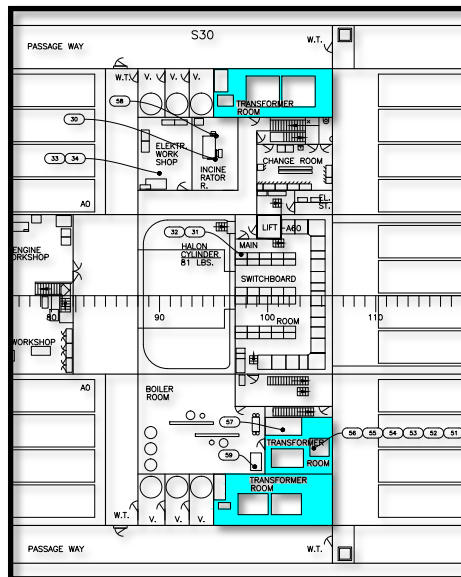 S30
PASSAGE WAY
W.T.
W.T. V. V. V.
58
TRANSFORMER
ROOM
30
ELEKTR.
WORK
SHOP
33 34
INCINE
RATOR
R.
CHANGE ROOM
A0
EL.
ST.
LIFT
A60
32 31
MAIN
HALON
CYLINDER
81 LBS.
ENGINE
WORKSHOP
SWITCHBOARD
80 90 100 110
ROOM
WORKSHOP
A0
BOILER
ROOM
57
56 55 54 53 52 51
TRANSFORMER
ROOM
59
TRANSFORMER
ROOM
W.T. V. V. V.
W.T.
PASSAGE WAY